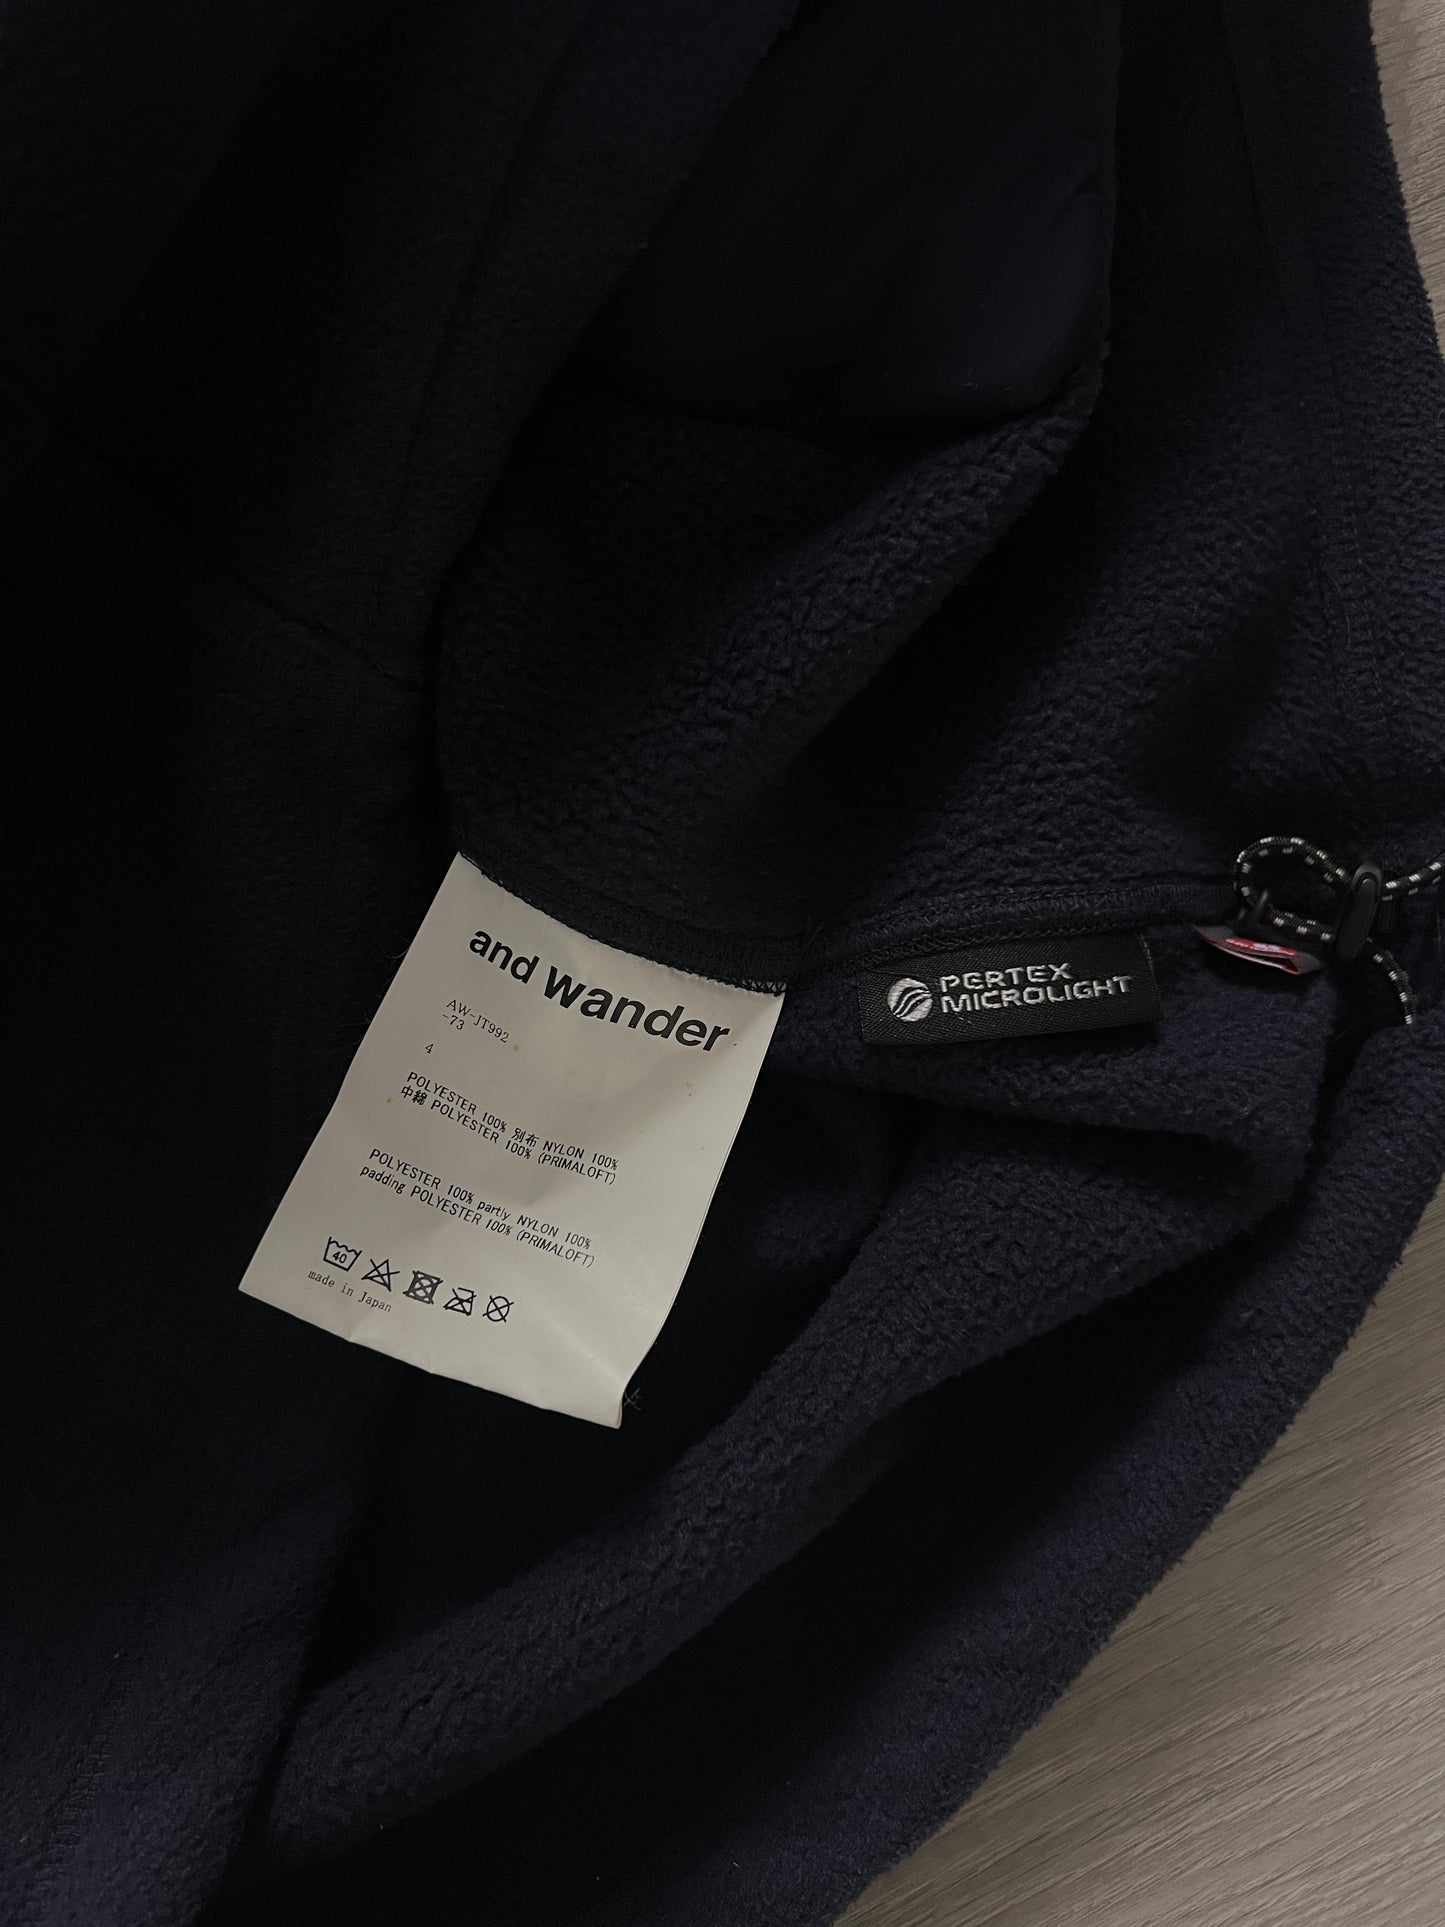 and wander
AW-JT992
-73
4
POLYESTER 100% 別布 NYLON 100%
中綿 POLYESTER 100% (PRIMALOFT)
POLYESTER 100% partly NYLON 100%
padding POLYESTER 100% (PRIMALOFT)
40
made in Japan
PERTEX
MICROLIGHT